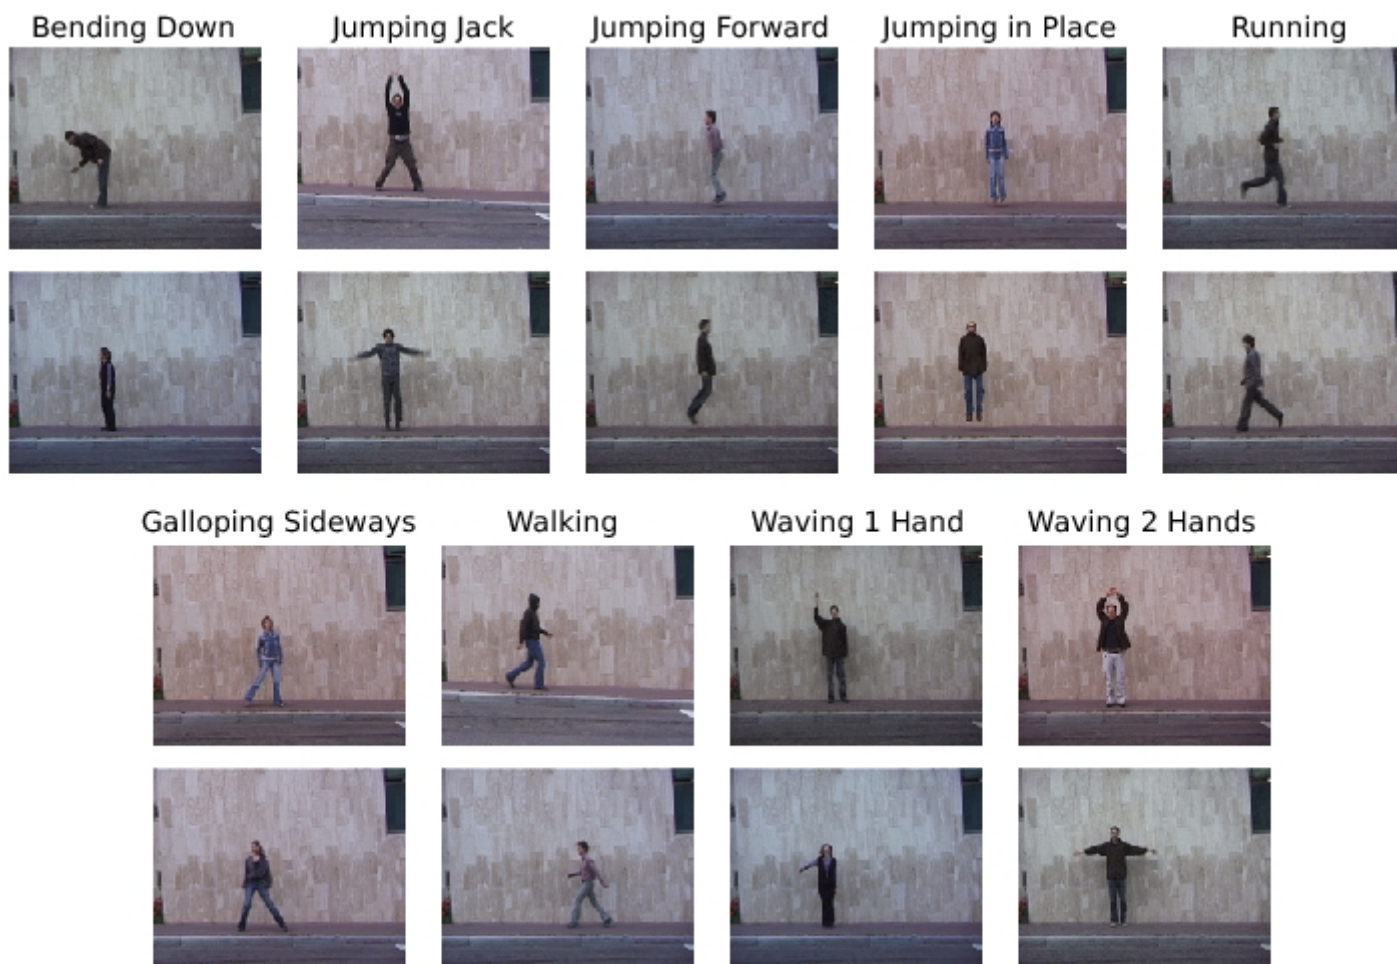 Bending Down
Jumping Jack
Jumping Forward
Jumping in Place
Running
Galloping Sideways
Walking
Waving 1 Hand
Waving 2 Hands